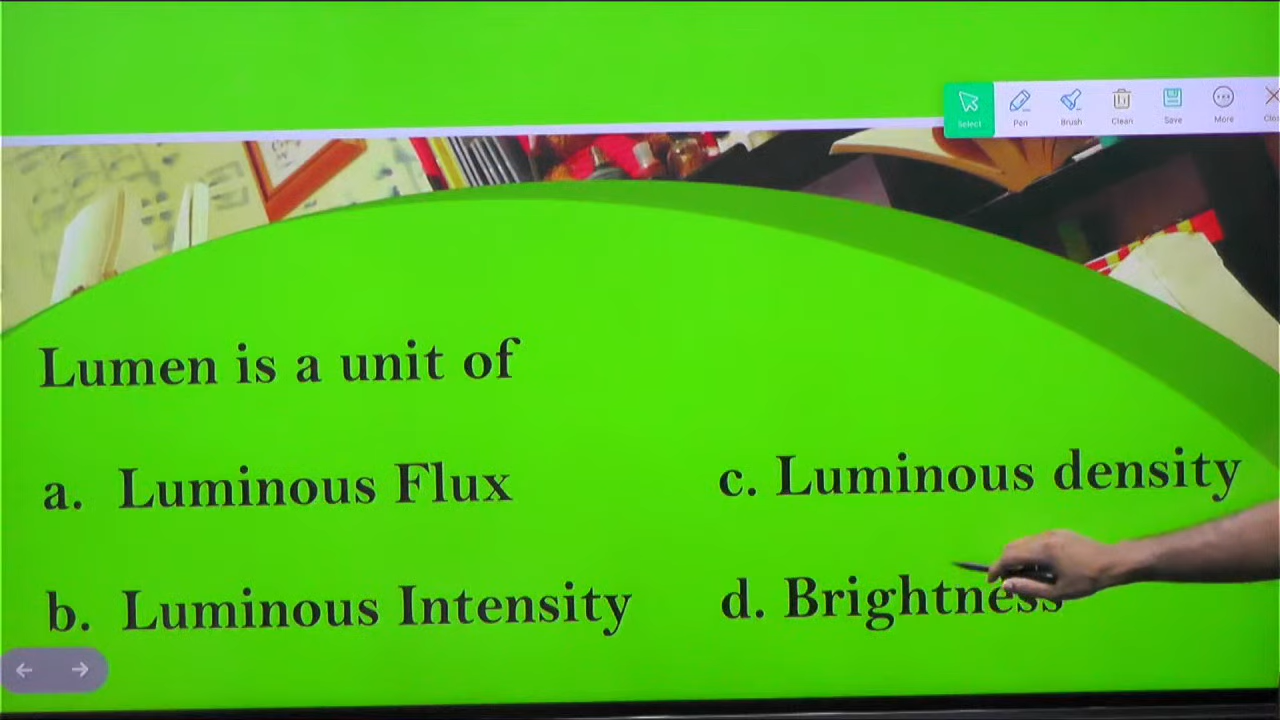 Select Pen Brush Clean Save More
Lumen is a unit of
a. Luminous Flux
c. Luminous density
b. Luminous Intensity
d. Brightness